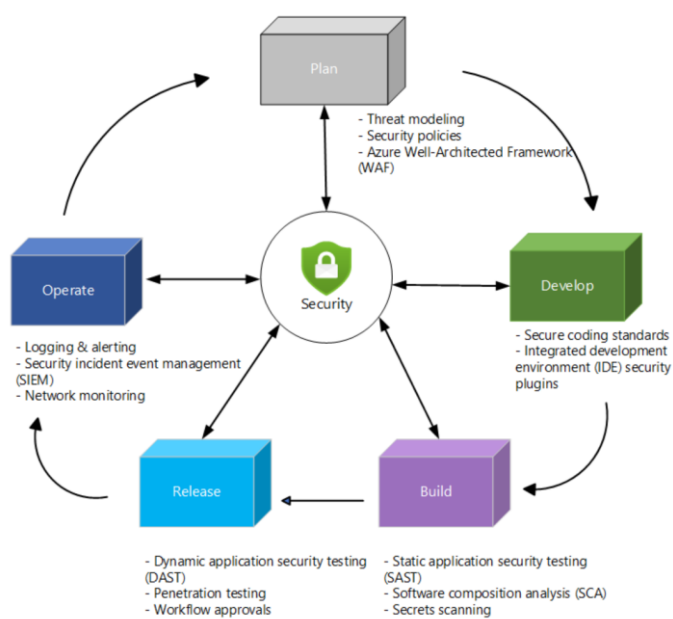 Plan
- Threat modeling
- Security policies
- Azure Well-Architected Framework
(WAF)
Security
Operate
- Logging & alerting
- Security incident event management
(SIEM)
- Network monitoring
Develop
- Secure coding standards
- Integrated development
environment (IDE) security
plugins
Release
- Dynamic application security testing
(DAST)
- Penetration testing
- Workflow approvals
Build
- Static application security testing
(SAST)
- Software composition analysis (SCA)
- Secrets scanning